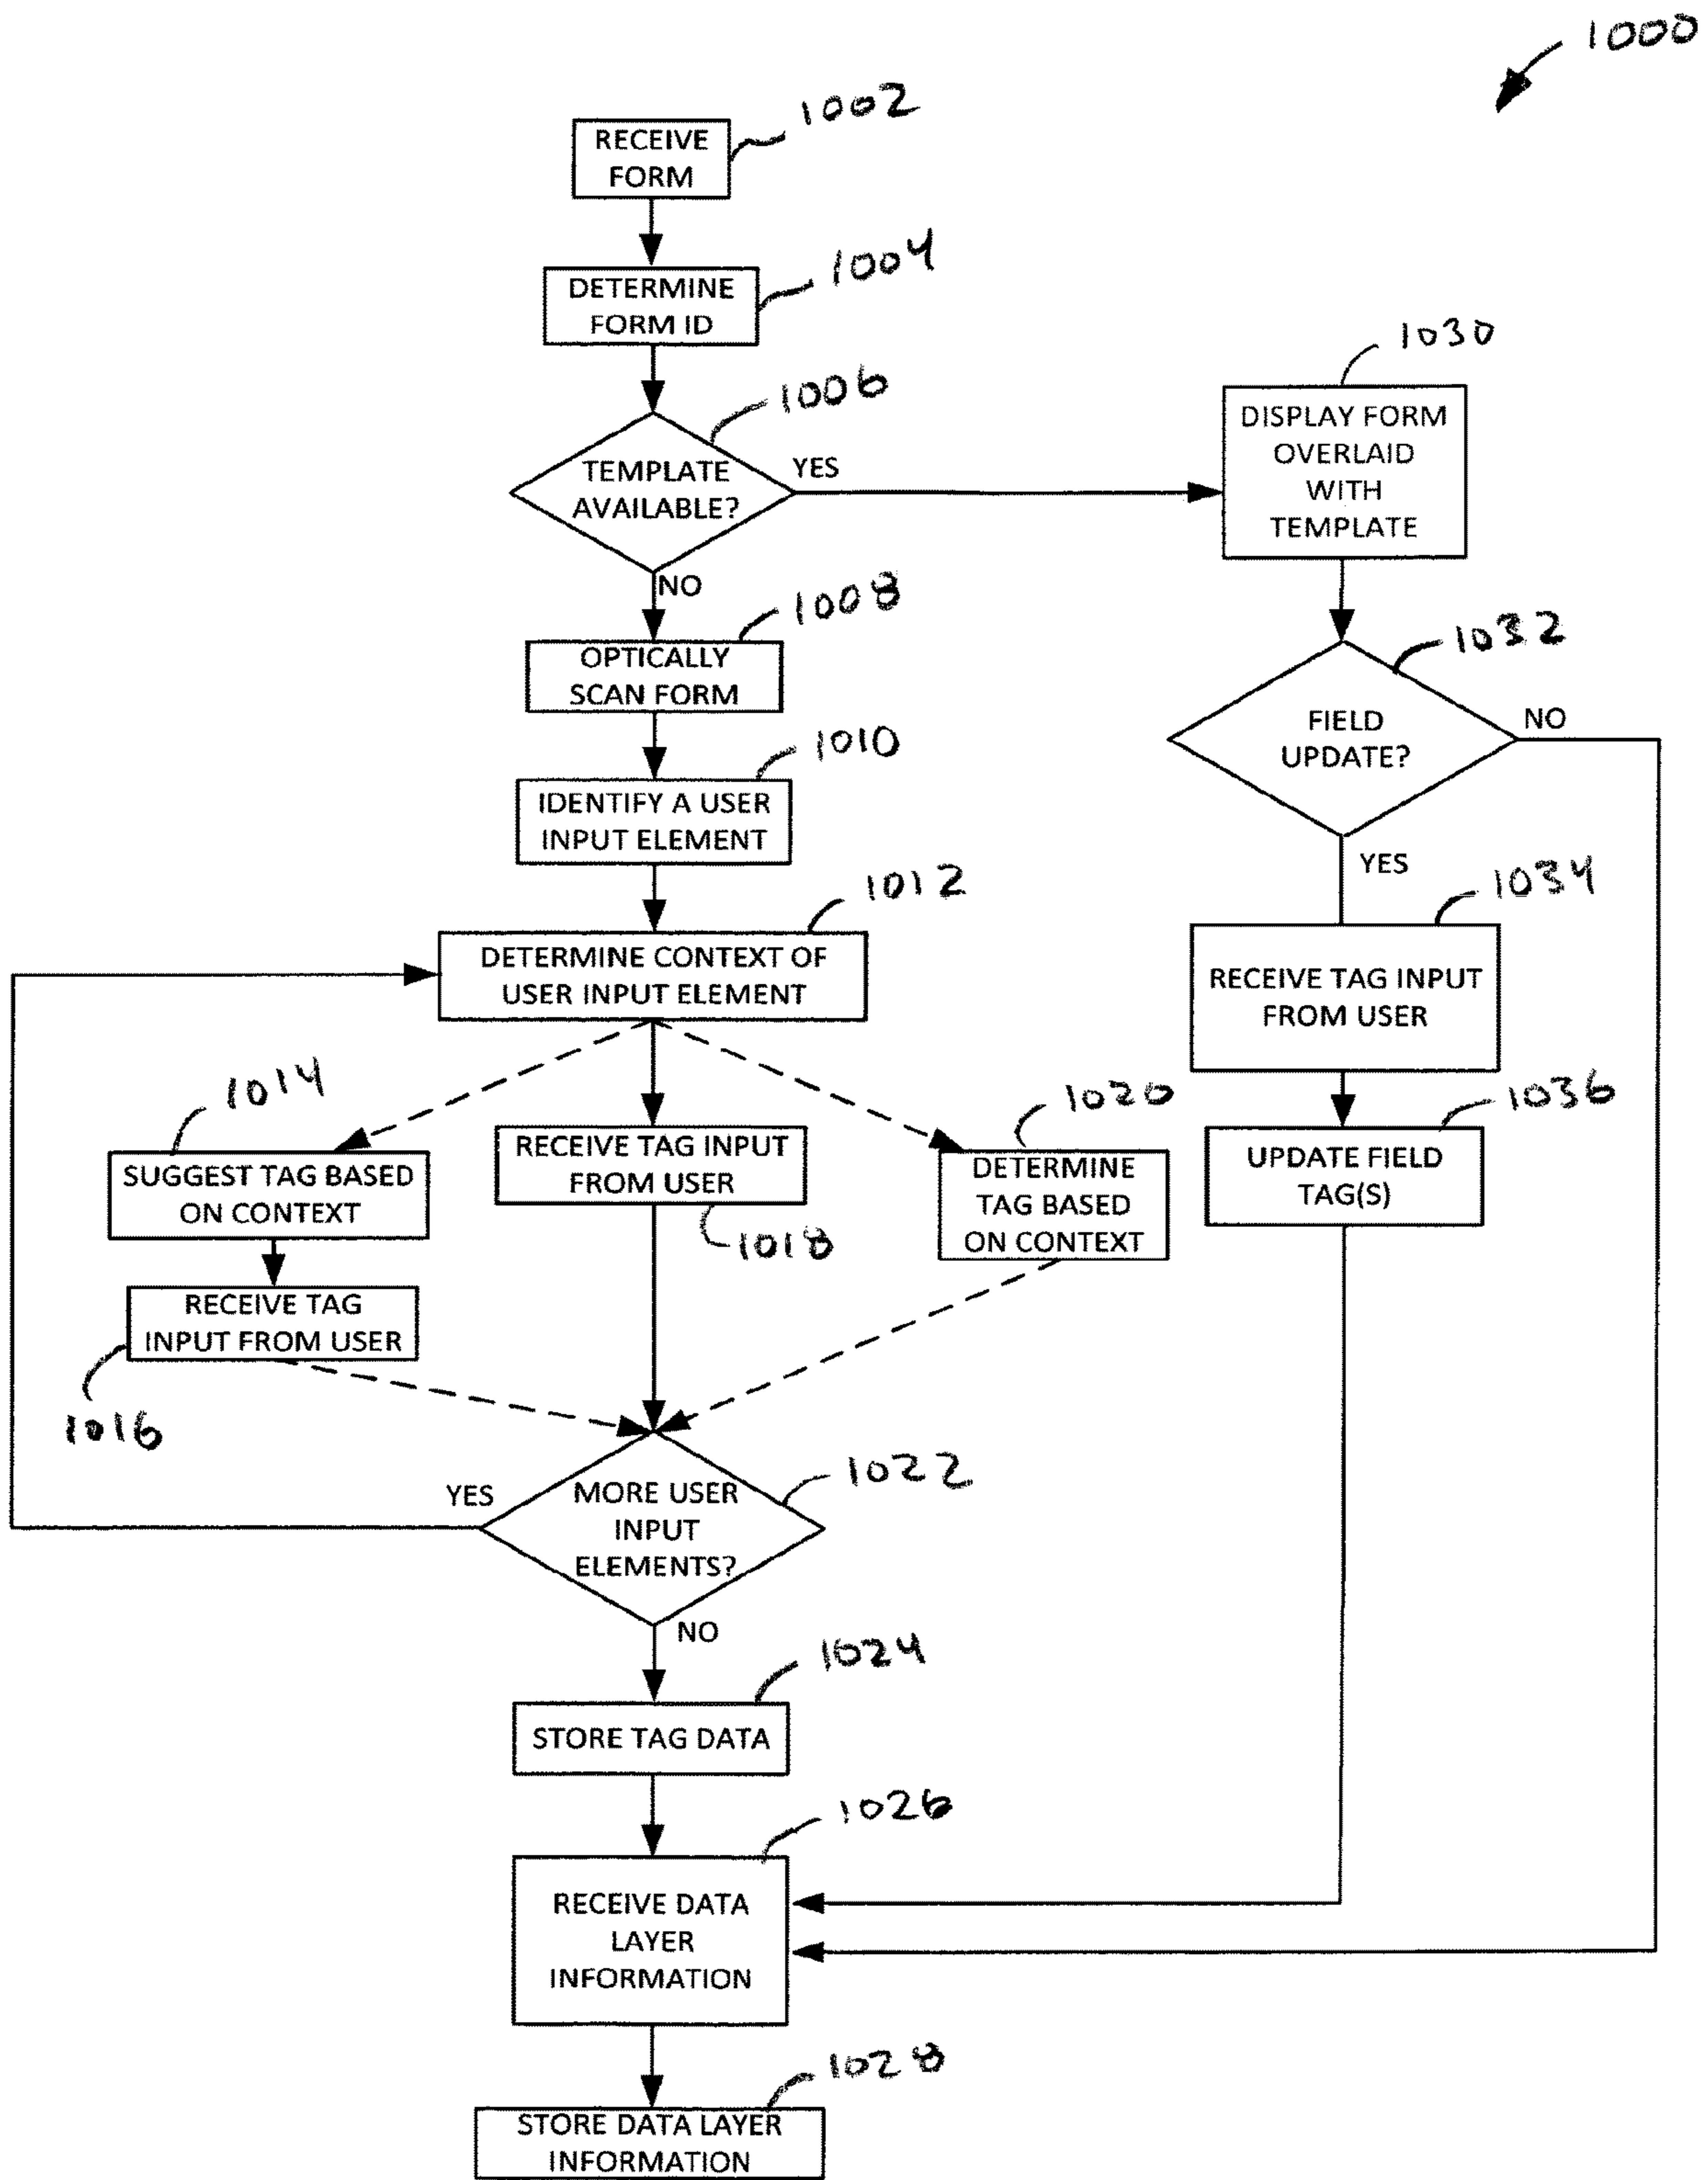 1000
1002
RECEIVE
FORM
1004
DETERMINE
FORM ID
1006
TEMPLATE
AVAILABLE?
YES
NO
1030
DISPLAY FORM
OVERLAID
WITH
TEMPLATE
1008
OPTICALLY
SCAN FORM
1032
FIELD
UPDATE?
NO
YES
1010
IDENTIFY A USER
INPUT ELEMENT
1012
DETERMINE CONTEXT OF
USER INPUT ELEMENT
1034
RECEIVE TAG INPUT
FROM USER
1014
SUGGEST TAG BASED
ON CONTEXT
RECEIVE TAG INPUT
FROM USER
1018
1020
DETERMINE
TAG BASED
ON CONTEXT
1036
UPDATE FIELD
TAG(S)
RECEIVE TAG
INPUT FROM USER
1016
1022
YES
MORE USER
INPUT
ELEMENTS?
NO
1024
STORE TAG DATA
1026
RECEIVE DATA
LAYER
INFORMATION
1028
STORE DATA LAYER
INFORMATION